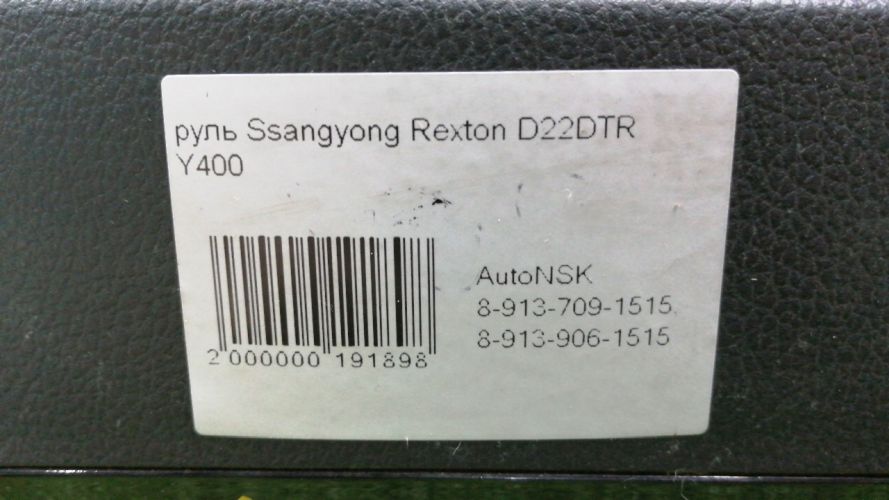 руль Ssangyong Rexton D22DTR
Y400
AutoNSK
8-913-709-1515,
8-913-906-1515
2 000000 191898